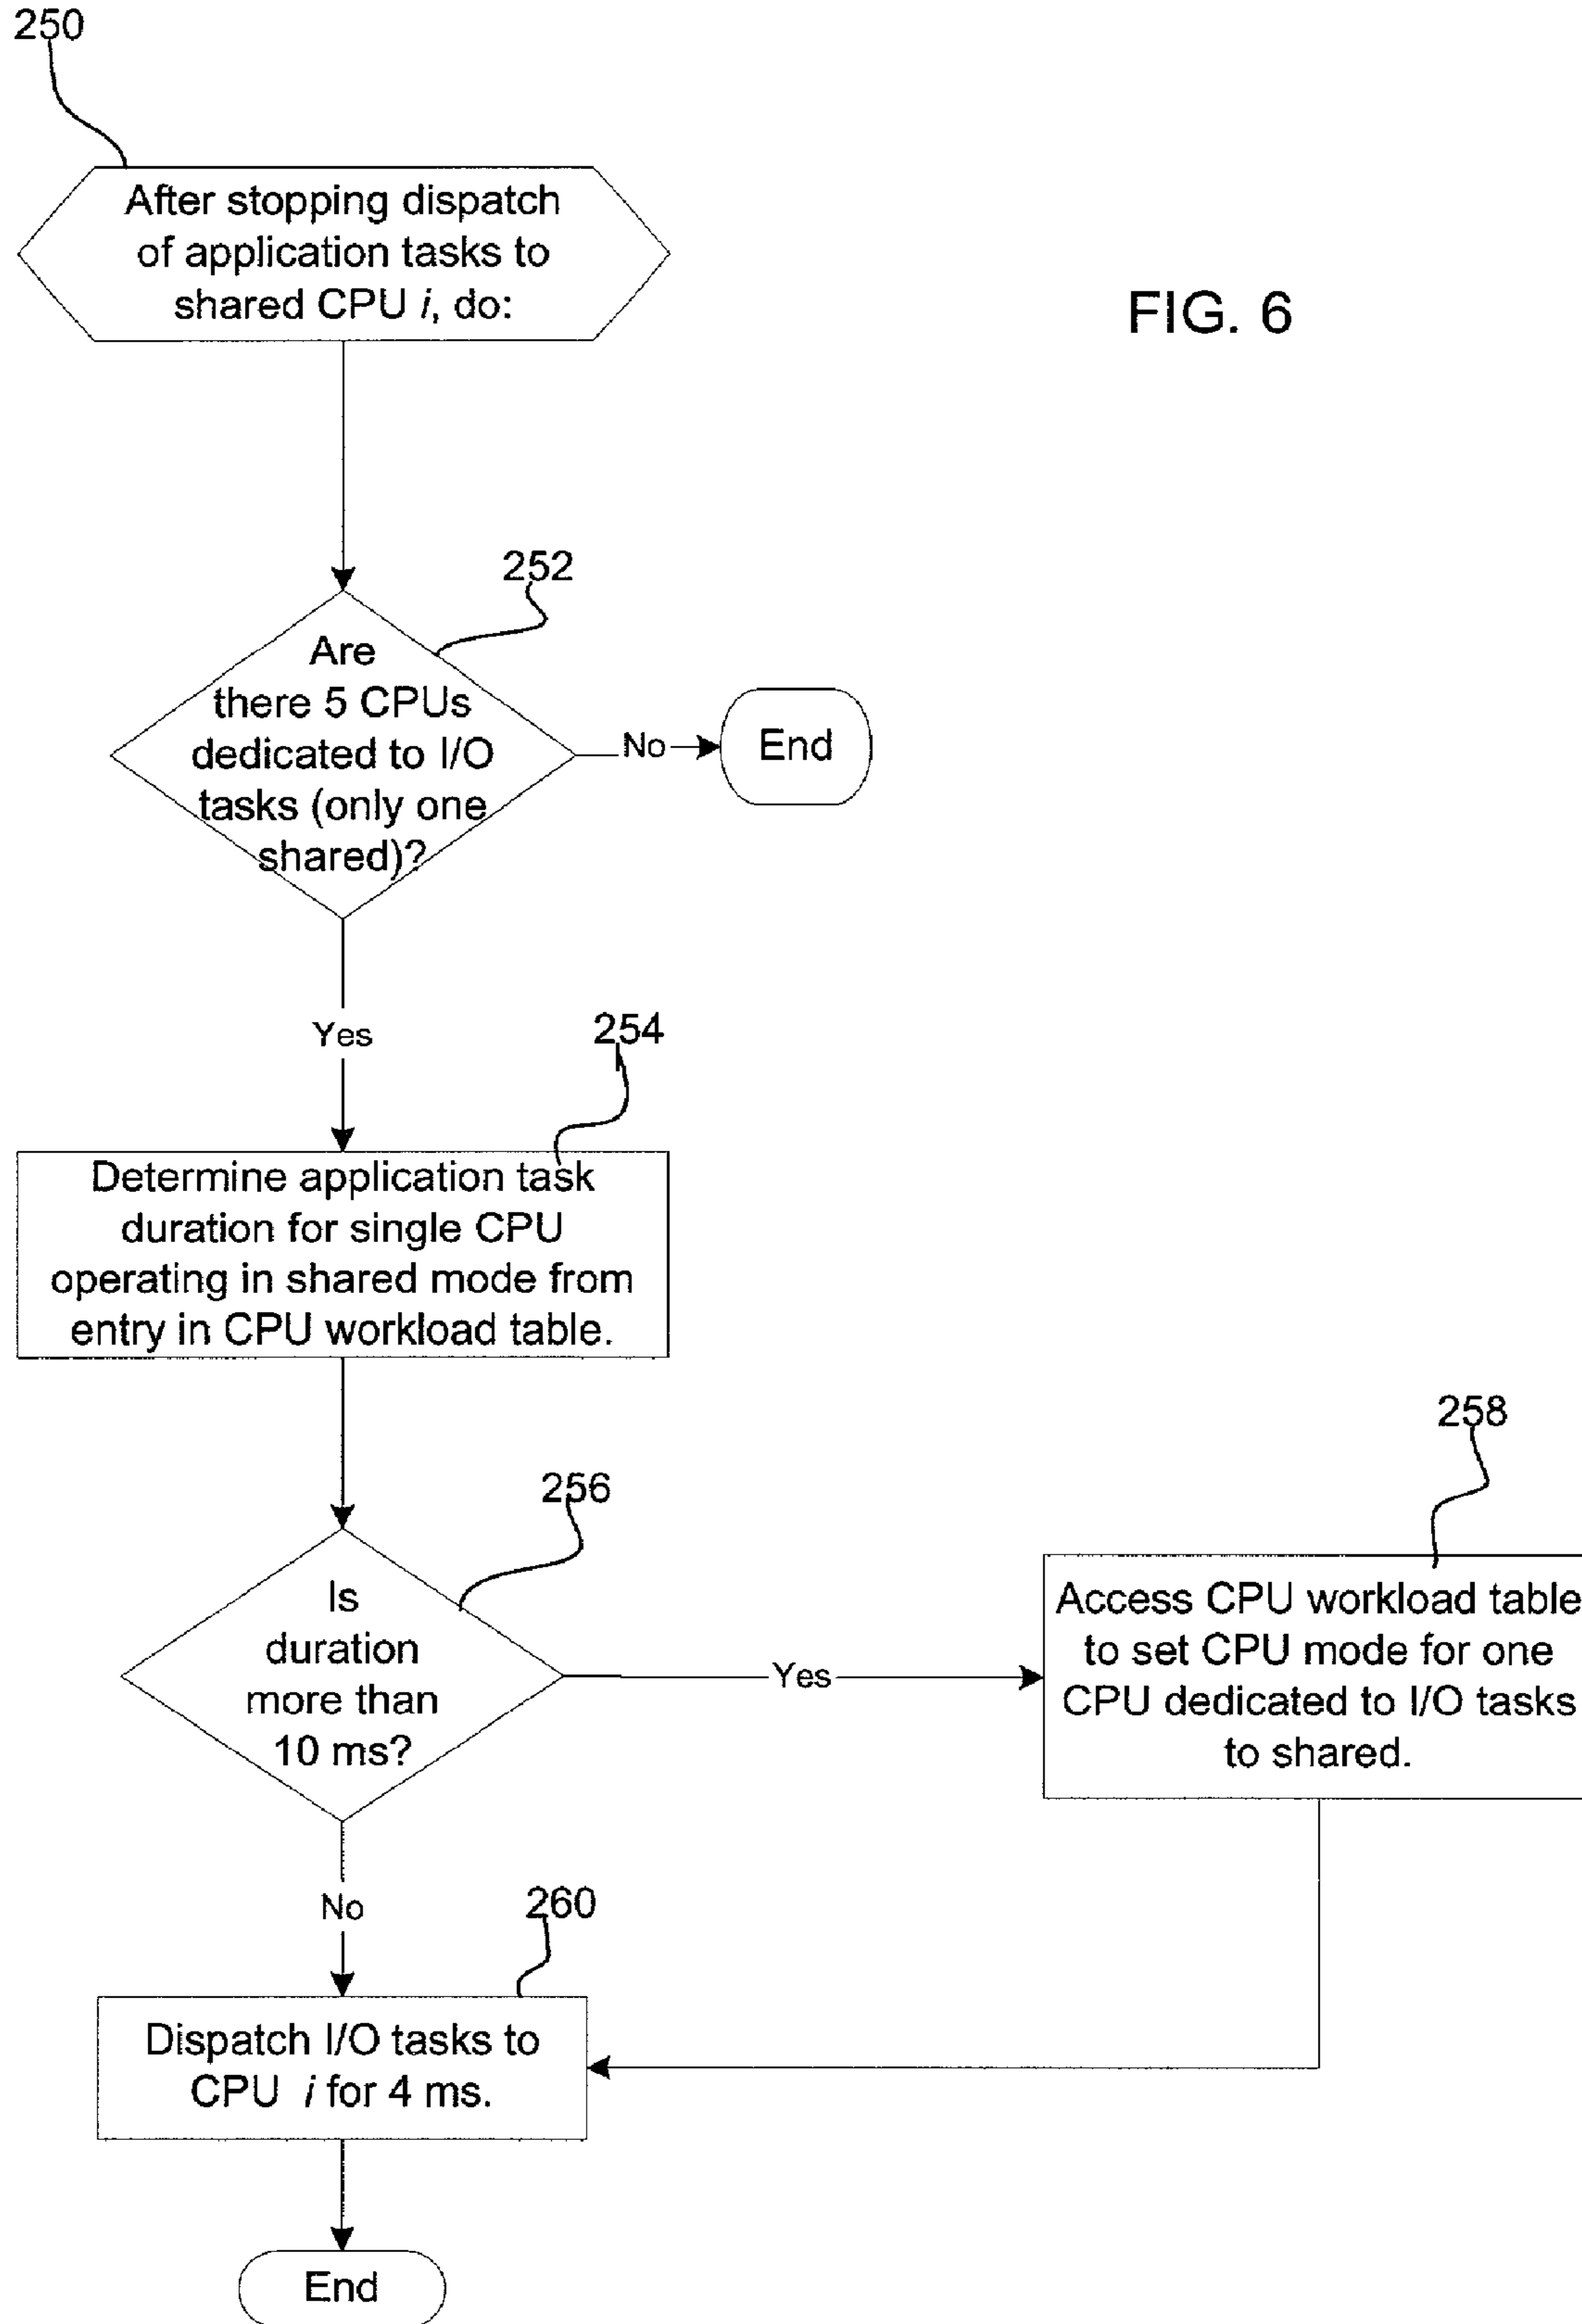 250
After stopping dispatch
of application tasks to
shared CPU i, do:
FIG. 6
252
Are
there 5 CPUs
dedicated to I/O
tasks (only one
shared)?
No
End
Yes
254
Determine application task
duration for single CPU
operating in shared mode from
entry in CPU workload table.
256
Is
duration
more than
10 ms?
Yes
258
Access CPU workload table
to set CPU mode for one
CPU dedicated to I/O tasks
to shared.
No
260
Dispatch I/O tasks to
CPU i for 4 ms.
End